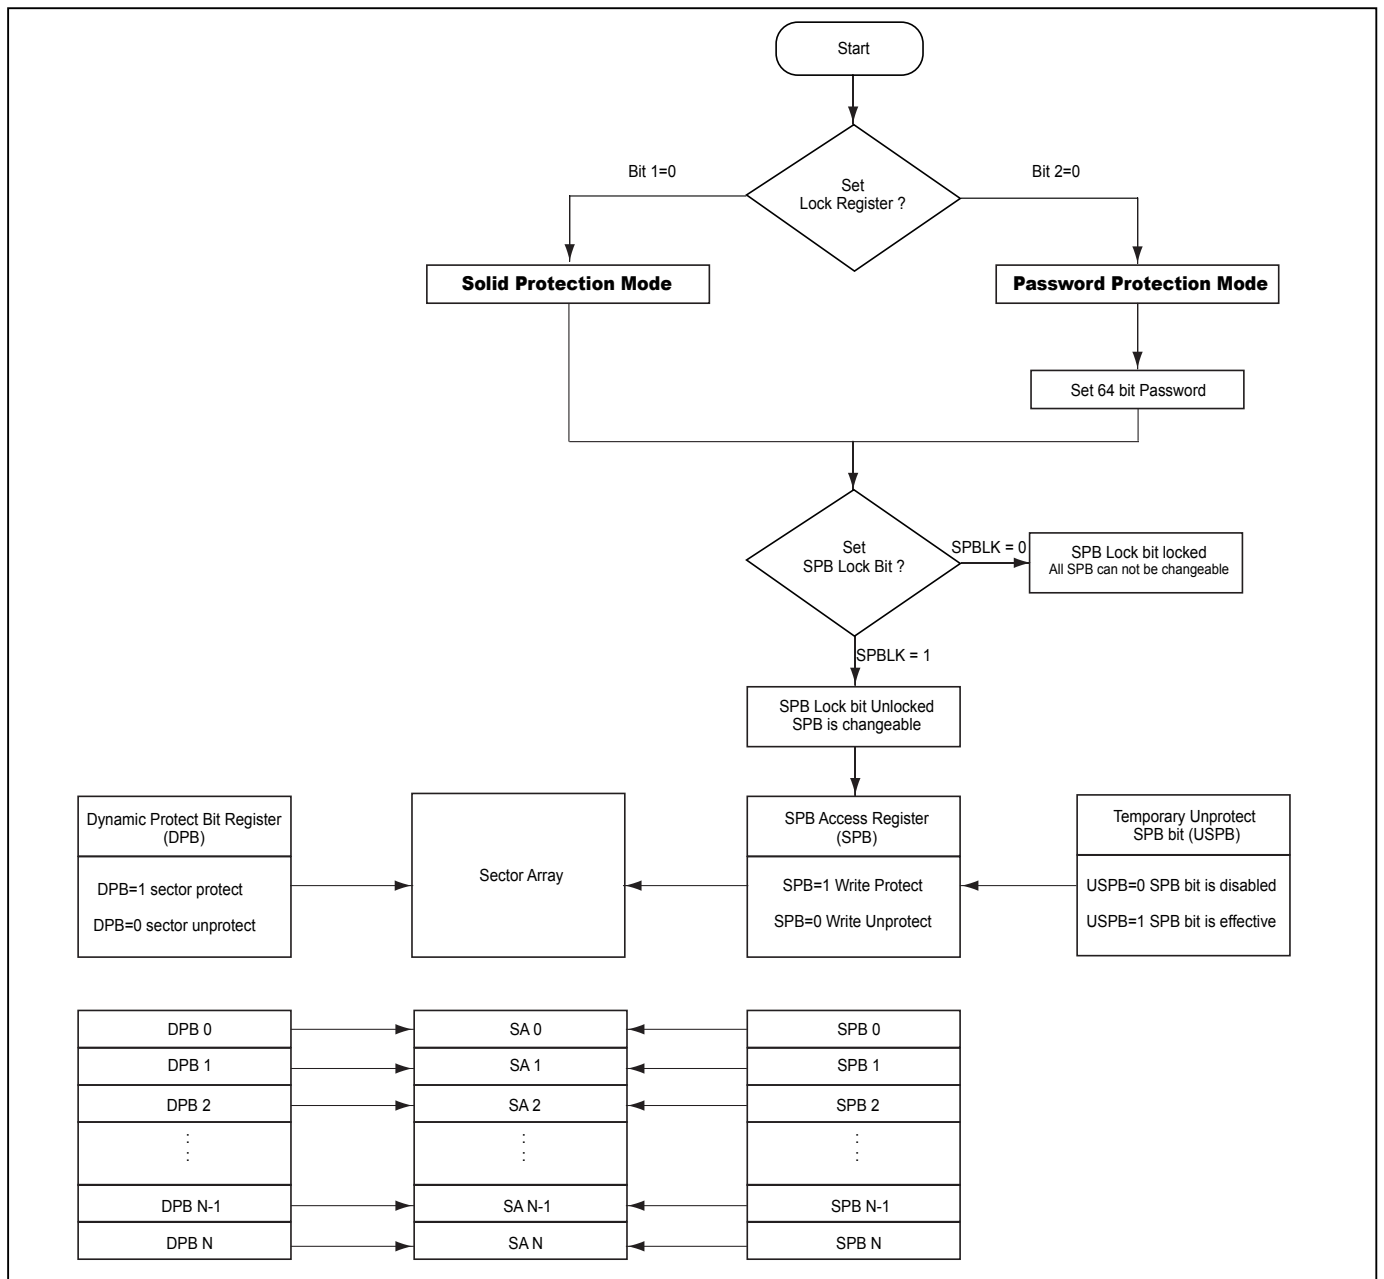 Start
Bit 1=0
Set
Lock Register ?
Bit 2=0
Solid Protection Mode
Password Protection Mode
Set 64 bit Password
Set
SPB Lock Bit ?
SPBLK = 0
SPB Lock bit locked
All SPB can not be changeable
SPBLK = 1
SPB Lock bit Unlocked
SPB is changeable
Dynamic Protect Bit Register
(DPB)
DPB=1 sector protect
DPB=0 sector unprotect
Sector Array
SPB Access Register
(SPB)
SPB=1 Write Protect
SPB=0 Write Unprotect
Temporary Unprotect
SPB bit (USPB)
USPB=0 SPB bit is disabled
USPB=1 SPB bit is effective
DPB 0
SA 0
SPB 0
DPB 1
SA 1
SPB 1
DPB 2
SA 2
SPB 2
DPB N-1
SA N-1
SPB N-1
DPB N
SA N
SPB N